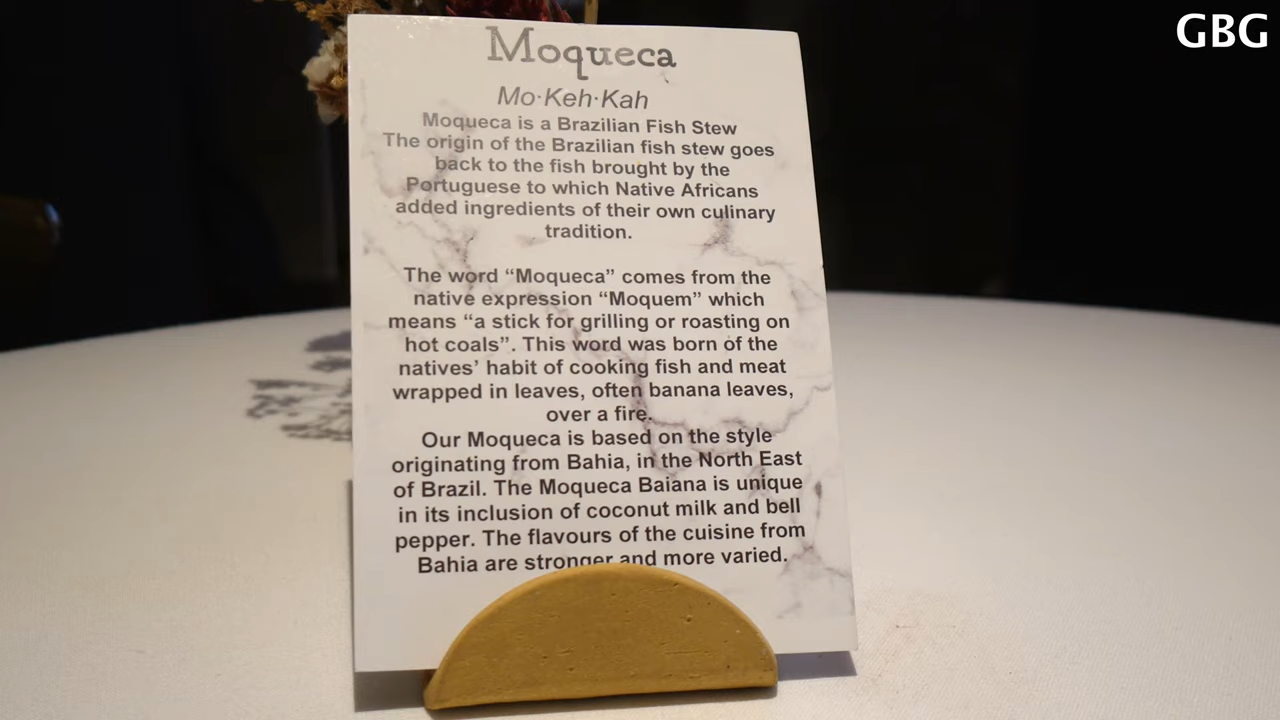 GBG
Moqueca
Mo·Keh·Kah
Moqueca is a Brazilian Fish Stew
The origin of the Brazilian fish stew goes
back to the fish brought by the
Portuguese to which Native Africans
added ingredients of their own culinary
tradition.
The word “Moqueca” comes from the
native expression “Moquem” which
means “a stick for grilling or roasting on
hot coals”. This word was born of the
natives’ habit of cooking fish and meat
wrapped in leaves, often banana leaves,
over a fire.
Our Moqueca is based on the style
originating from Bahia, in the North East
of Brazil. The Moqueca Baiana is unique
in its inclusion of coconut milk and bell
pepper. The flavours of the cuisine from
Bahia are stronger and more varied.